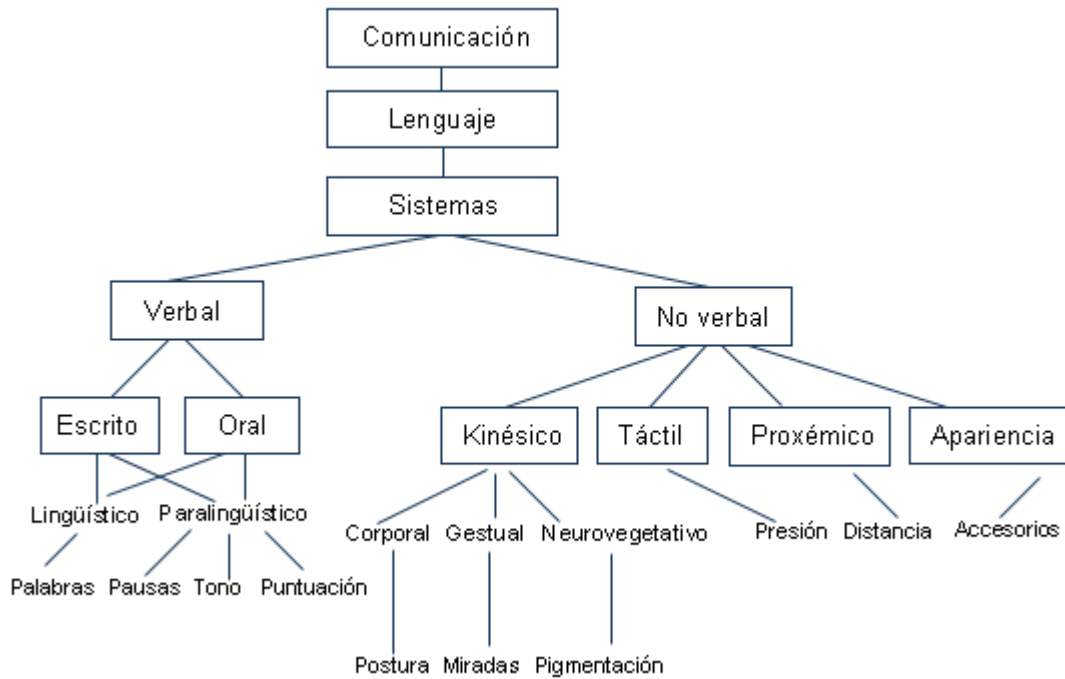 Comunicación
Lenguaje
Sistemas
Verbal
No verbal
Escrito
Oral
Kinésico
Táctil
Proxémico
Apariencia
Lingüístico
Paralingüístico
Corporal
Gestual
Neurovegetativo
Presión
Distancia
Accesorios
Palabras
Pausas
Tono
Puntuación
Postura
Miradas
Pigmentación